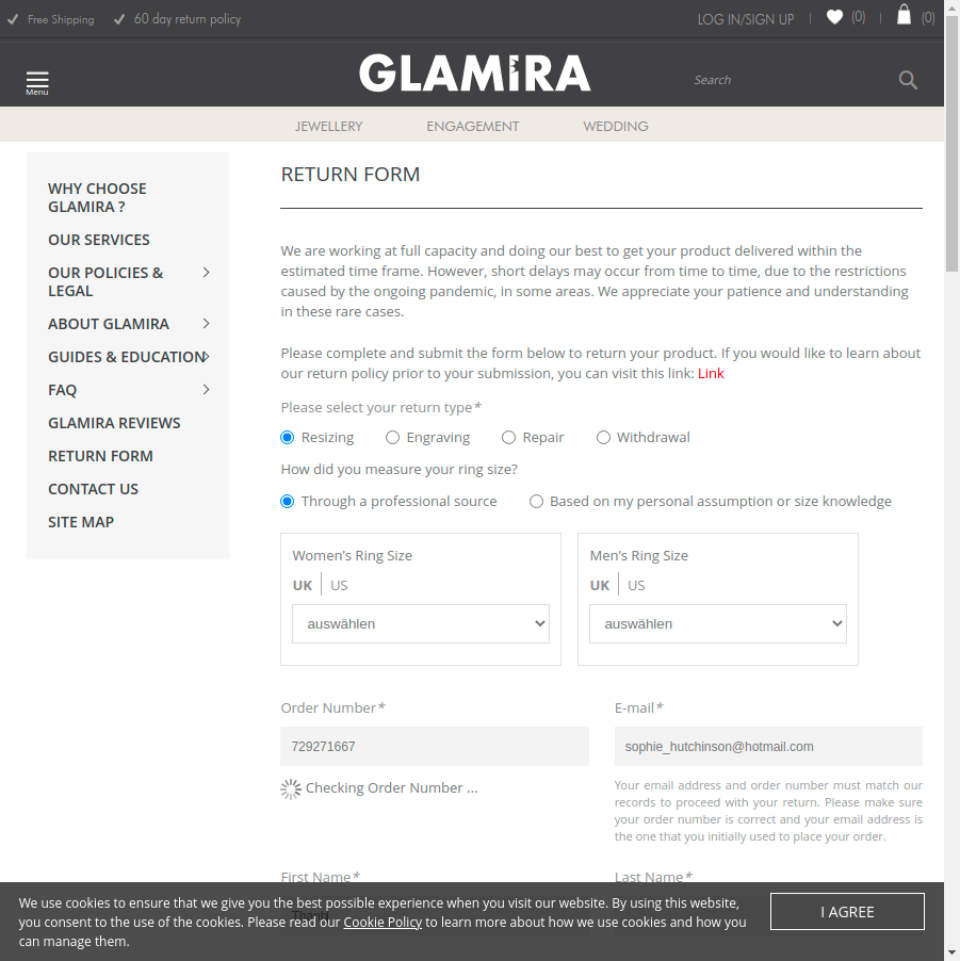 Free Shipping
60 day return policy
LOG IN/SIGN UP
(0)
(0)
Menu
GLAMIRA
Search
JEWELLERY
ENGAGEMENT
WEDDING
WHY CHOOSE
GLAMIRA ?
OUR SERVICES
OUR POLICIES &
LEGAL
ABOUT GLAMIRA
GUIDES & EDUCATION
FAQ
GLAMIRA REVIEWS
RETURN FORM
CONTACT US
SITE MAP
RETURN FORM
We are working at full capacity and doing our best to get your product delivered within the
estimated time frame. However, short delays may occur from time to time, due to the restrictions
caused by the ongoing pandemic, in some areas. We appreciate your patience and understanding
in these rare cases.
Please complete and submit the form below to return your product. If you would like to learn about
our return policy prior to your submission, you can visit this link: Link
Please select your return type*
Resizing
Engraving
Repair
Withdrawal
How did you measure your ring size?
Through a professional source
Based on my personal assumption or size knowledge
Women's Ring Size
UK | US
auswählen
Men's Ring Size
UK | US
auswählen
Order Number*
729271667
Checking Order Number ...
E-mail*
sophie_hutchinson@hotmail.com
Your email address and order number must match our
records to proceed with your return. Please make sure
your order number is correct and your email address is
the one that you initially used to place your order.
First Name*
Last Name*
We use cookies to ensure that we give you the best possible experience when you visit our website. By using this website,
you consent to the use of the cookies. Please read our Cookie Policy to learn more about how we use cookies and how you
can manage them.
I AGREE